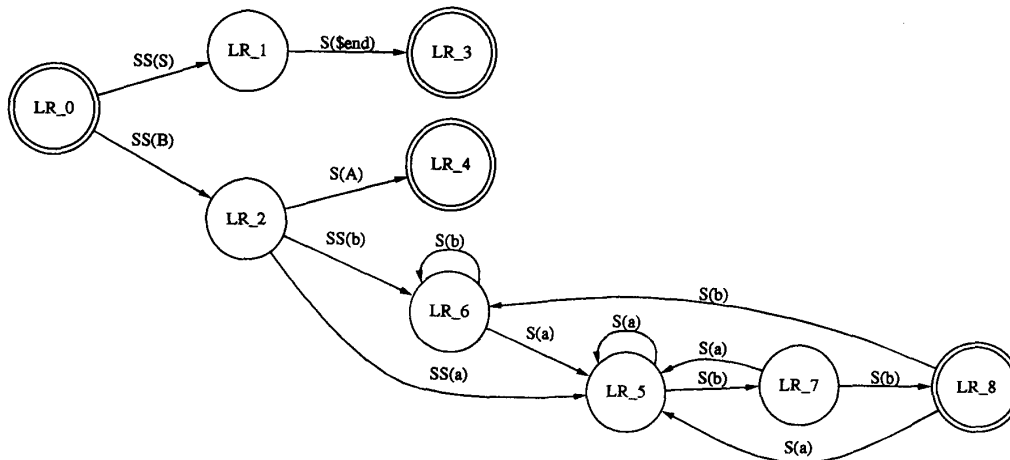 LR_1
S($end)
LR_3
SS(S)
LR_0
SS(B)
S(A)
LR_4
LR_2
SS(b)
S(b)
LR_6
S(b)
S(a)
S(a)
S(a)
SS(a)
LR_5
S(b)
LR_7
S(b)
LR_8
S(a)